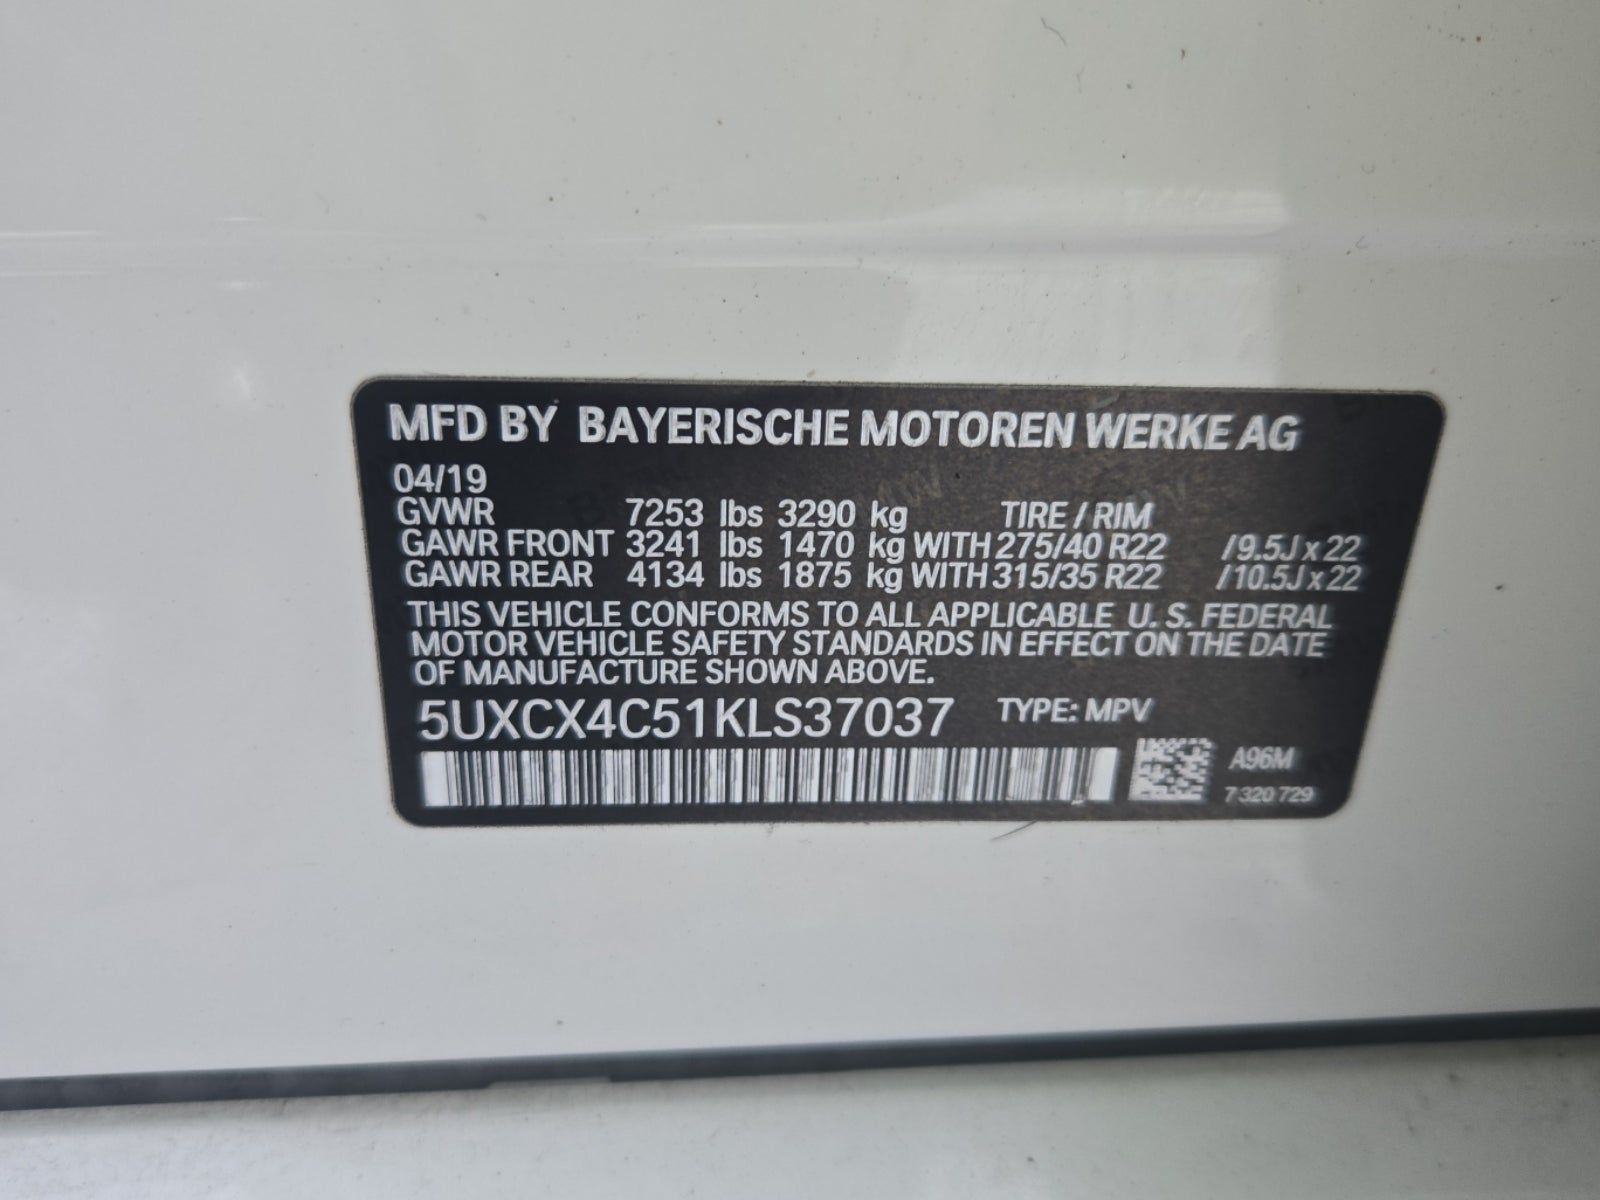 MFD BY BAYERISCHE MOTOREN WERKE AG
04/19
GVWR 7253 lbs 3290 kg TIRE / RIM
GAWR FRONT 3241 lbs 1470 kg WITH 275/40 R22 /9.5J x 22
GAWR REAR 4134 lbs 1875 kg WITH 315/35 R22 /10.5J x 22
THIS VEHICLE CONFORMS TO ALL APPLICABLE U. S. FEDERAL
MOTOR VEHICLE SAFETY STANDARDS IN EFFECT ON THE DATE
OF MANUFACTURE SHOWN ABOVE.
5UXCX4C51KLS37037 TYPE: MPV
A96M
7 320 729